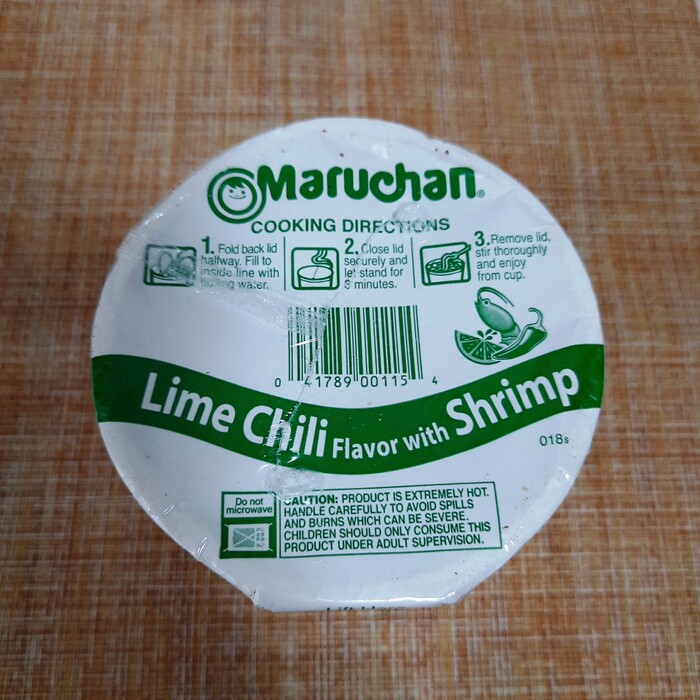 Maruchan®
COOKING DIRECTIONS
1. Fold back lid
halfway. Fill to
inside line with
boiling water.
2. Close lid
securely and
let stand for
3 minutes.
3. Remove lid,
stir thoroughly
and enjoy
from cup.
0 41789 00115 4
Lime Chili Flavor with Shrimp
018s
Do not
microwave
CAUTION: PRODUCT IS EXTREMELY HOT.
HANDLE CAREFULLY TO AVOID SPILLS
AND BURNS WHICH CAN BE SEVERE.
CHILDREN SHOULD ONLY CONSUME THIS
PRODUCT UNDER ADULT SUPERVISION.